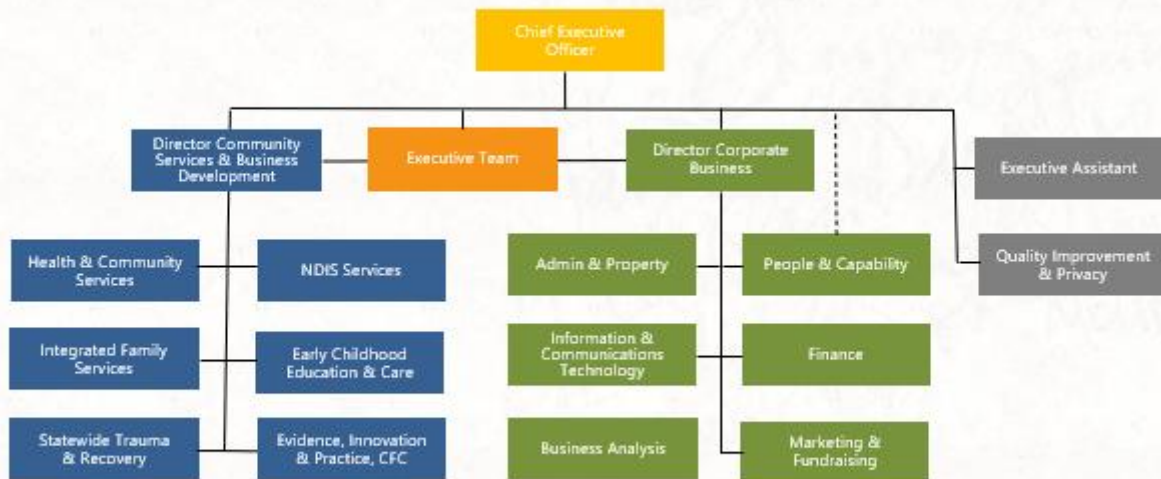 Chief Executive
Officer
Director Community
Services & Business
Development
Executive Team
Director Corporate
Business
Executive Assistant
Health & Community
Services
NDIS Services
Admin & Property
People & Capability
Quality Improvement
& Privacy
Integrated Family
Services
Early Childhood
Education & Care
Information &
Communications
Technology
Finance
Statewide Trauma
& Recovery
Evidence, Innovation
& Practice, CFC
Business Analysis
Marketing &
Fundraising